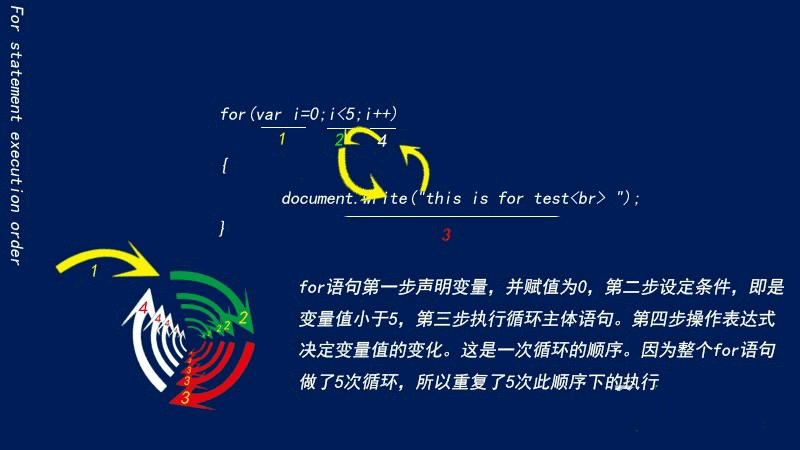 For statement execution order
for(var i=0;i<5;i++)
1 2 4
{
document.write("this is for test<br> ");
3
}
1
4 4 4 4 2 2 2
3 3 3 3
for语句第一步声明变量，并赋值为0，第二步设定条件，即是
变量值小于5，第三步执行循环主体语句。第四步操作表达式
决定变量值的变化。这是一次循环的顺序。因为整个for语句
做了5次循环，所以重复了5次此顺序下的执行